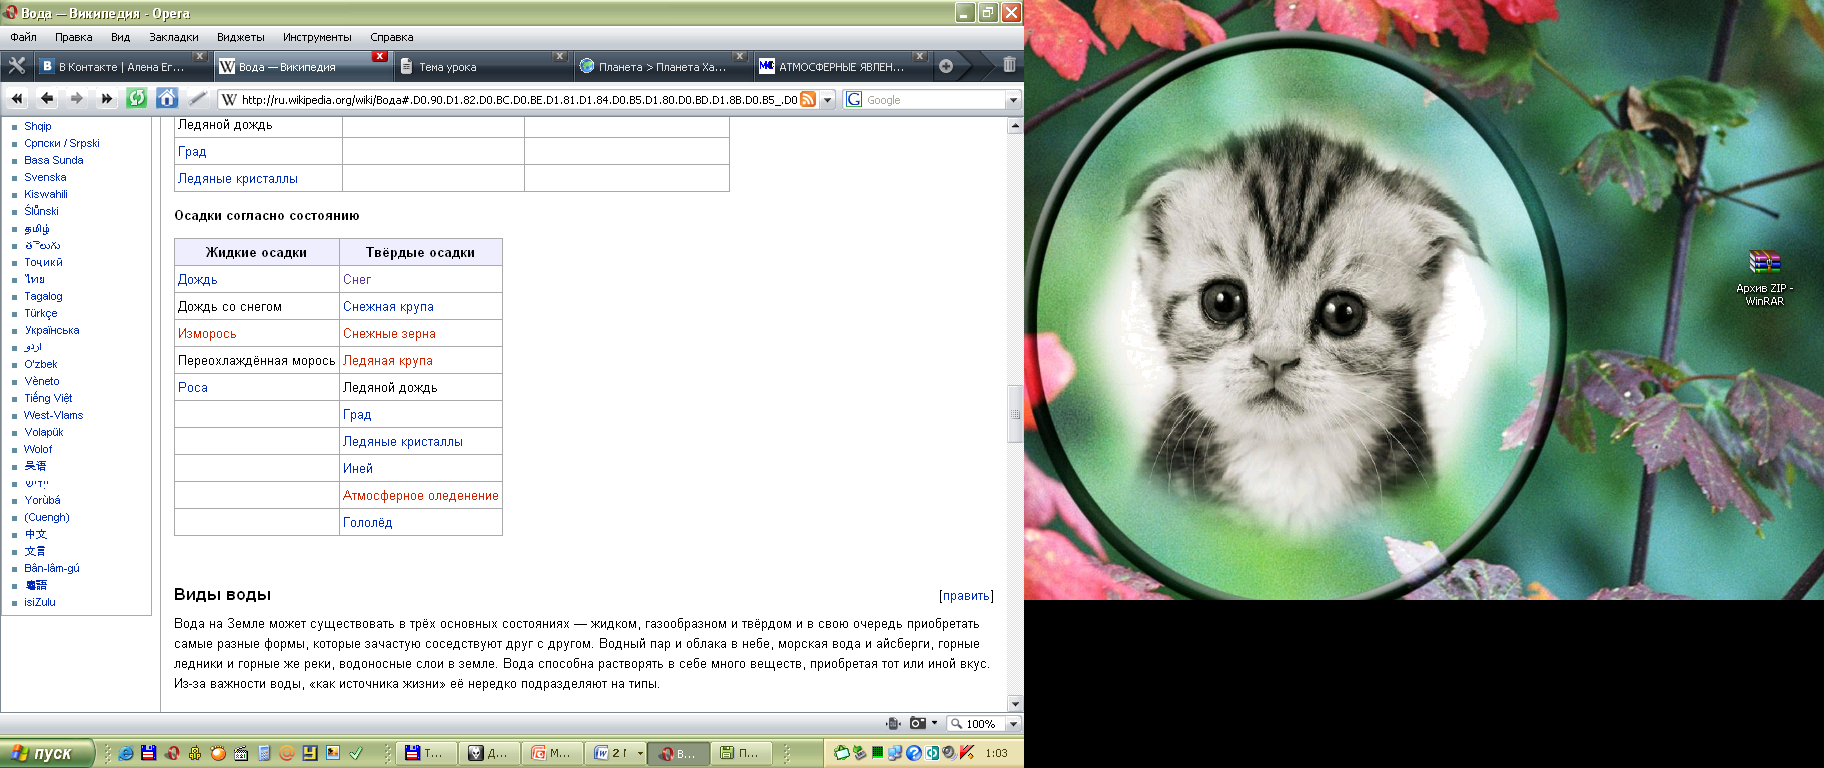 Вода — Википедия - Opera
Файл Правка Вид Закладки Виджеты Инструменты Справка
В Контакте | Алена Ег... Вода — Википедия Тема урока Планета > Планета Ха... АТМОСФЕРНЫЕ ЯВЛЕН...
http://ru.wikipedia.org/wiki/Вода#.D0.90.D1.82.D0.BC.D0.BE.D1.81.D1.84.D0.B5.D1.80.D0.BD.D1.8B.D0.B5_.D0 Google
Shqip
Српски / Srpski
Basa Sunda
Svenska
Kiswahili
Ślůnski
தமிழ்
తెలుగు
Тоҷикӣ
ไทย
Tagalog
Türkçe
Українська
اردو
O'zbek
Vèneto
Tiếng Việt
West-Vlams
Volapük
Wolof
吴语
ייִדיש
Yorùbá
(Cuengh)
中文
文言
Bân-lâm-gú
粵語
isiZulu
Ледяной дождь
Град
Ледяные кристаллы
Осадки согласно состоянию
Жидкие осадки Твёрдые осадки
Дождь Снег
Дождь со снегом Снежная крупа
Изморось Снежные зерна
Переохлаждённая морось Ледяная крупа
Роса Ледяной дождь
Град
Ледяные кристаллы
Иней
Атмосферное оледенение
Гололёд
Виды воды [править]
Вода на Земле может существовать в трёх основных состояниях — жидком, газообразном и твёрдом и в свою очередь приобретать
самые разные формы, которые зачастую соседствуют друг с другом. Водный пар и облака в небе, морская вода и айсберги, горные
ледники и горные же реки, водоносные слои в земле. Вода способна растворять в себе много веществ, приобретая тот или иной вкус.
Из-за важности воды, «как источника жизни» её нередко подразделяют на типы.
100%
пуск Т... Д... М... 2 В... П... 1:03
Архив ZIP -
WinRAR